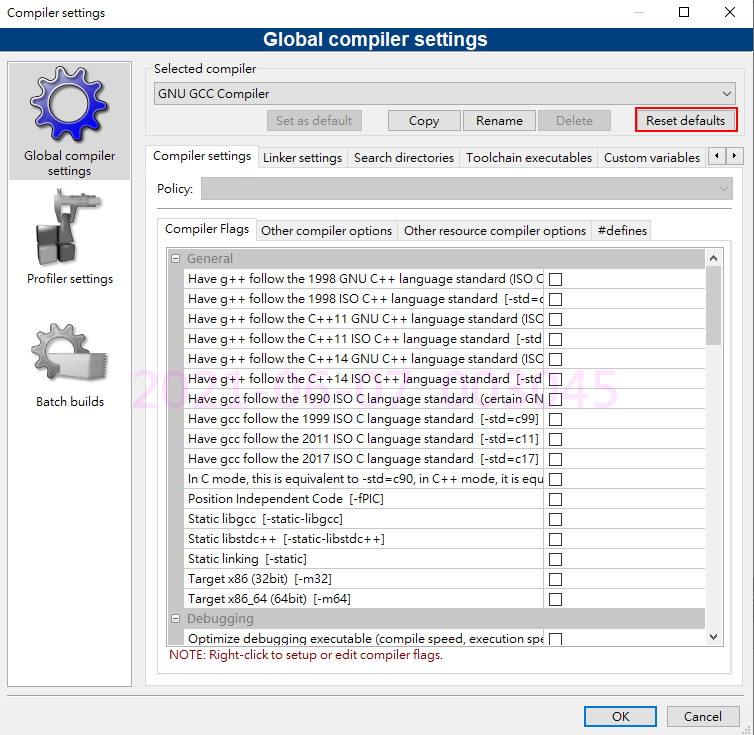 Compiler settings
Global compiler settings
Global compiler
settings
Profiler settings
Batch builds
Selected compiler
GNU GCC Compiler
Set as default
Copy
Rename
Delete
Reset defaults
Compiler settings
Linker settings
Search directories
Toolchain executables
Custom variables
Policy:
Compiler Flags
Other compiler options
Other resource compiler options
#defines
General
Have g++ follow the 1998 GNU C++ language standard (ISO C
Have g++ follow the 1998 ISO C++ language standard [-std=c
Have g++ follow the C++11 GNU C++ language standard (ISO
Have g++ follow the C++11 ISO C++ language standard [-std
Have g++ follow the C++14 GNU C++ language standard (ISO
Have g++ follow the C++14 ISO C++ language standard [-std
Have gcc follow the 1990 ISO C language standard (certain GN
Have gcc follow the 1999 ISO C language standard [-std=c99]
Have gcc follow the 2011 ISO C language standard [-std=c11]
Have gcc follow the 2017 ISO C language standard [-std=c17]
In C mode, this is equivalent to -std=c90, in C++ mode, it is equ
Position Independent Code [-fPIC]
Static libgcc [-static-libgcc]
Static libstdc++ [-static-libstdc++]
Static linking [-static]
Target x86 (32bit) [-m32]
Target x86_64 (64bit) [-m64]
Debugging
Optimize debugging executable (compile speed, execution spe
NOTE: Right-click to setup or edit compiler flags.
OK
Cancel